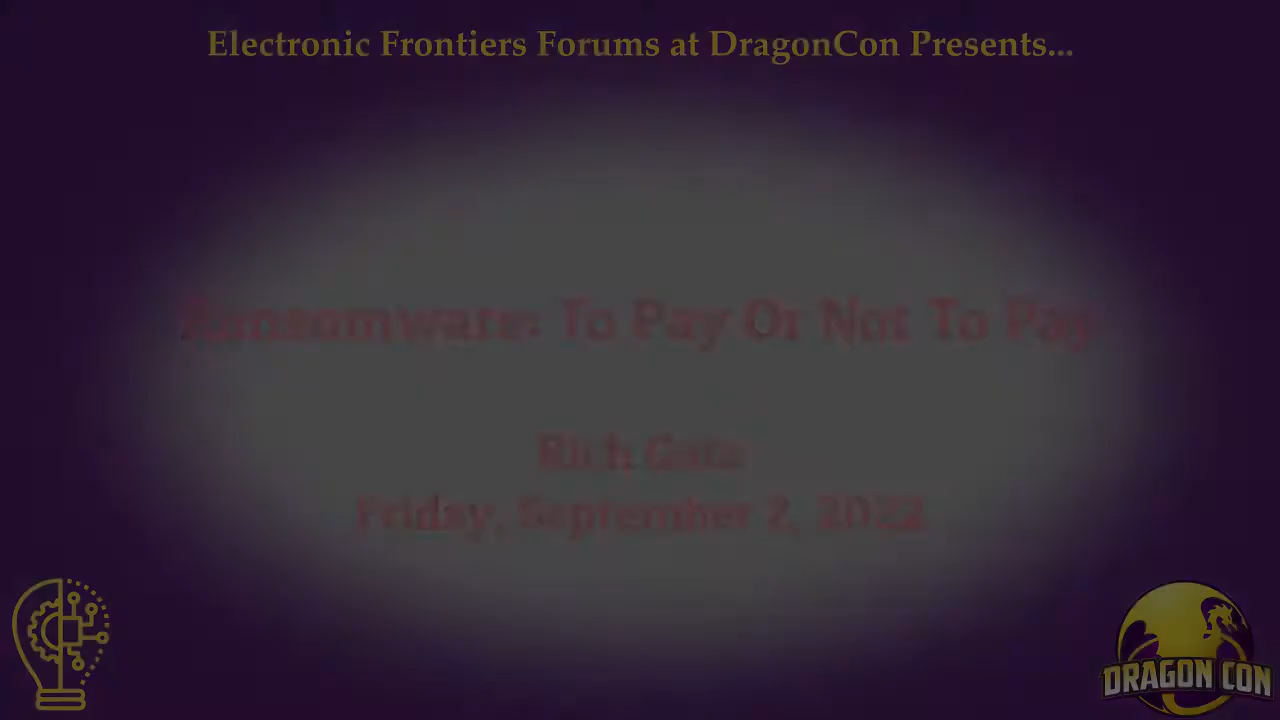 Electronic Frontiers Forums at DragonCon Presents...
Ransomware: To Pay Or Not To Pay
Rich
Friday, September 2, 2022
DRAGON CON